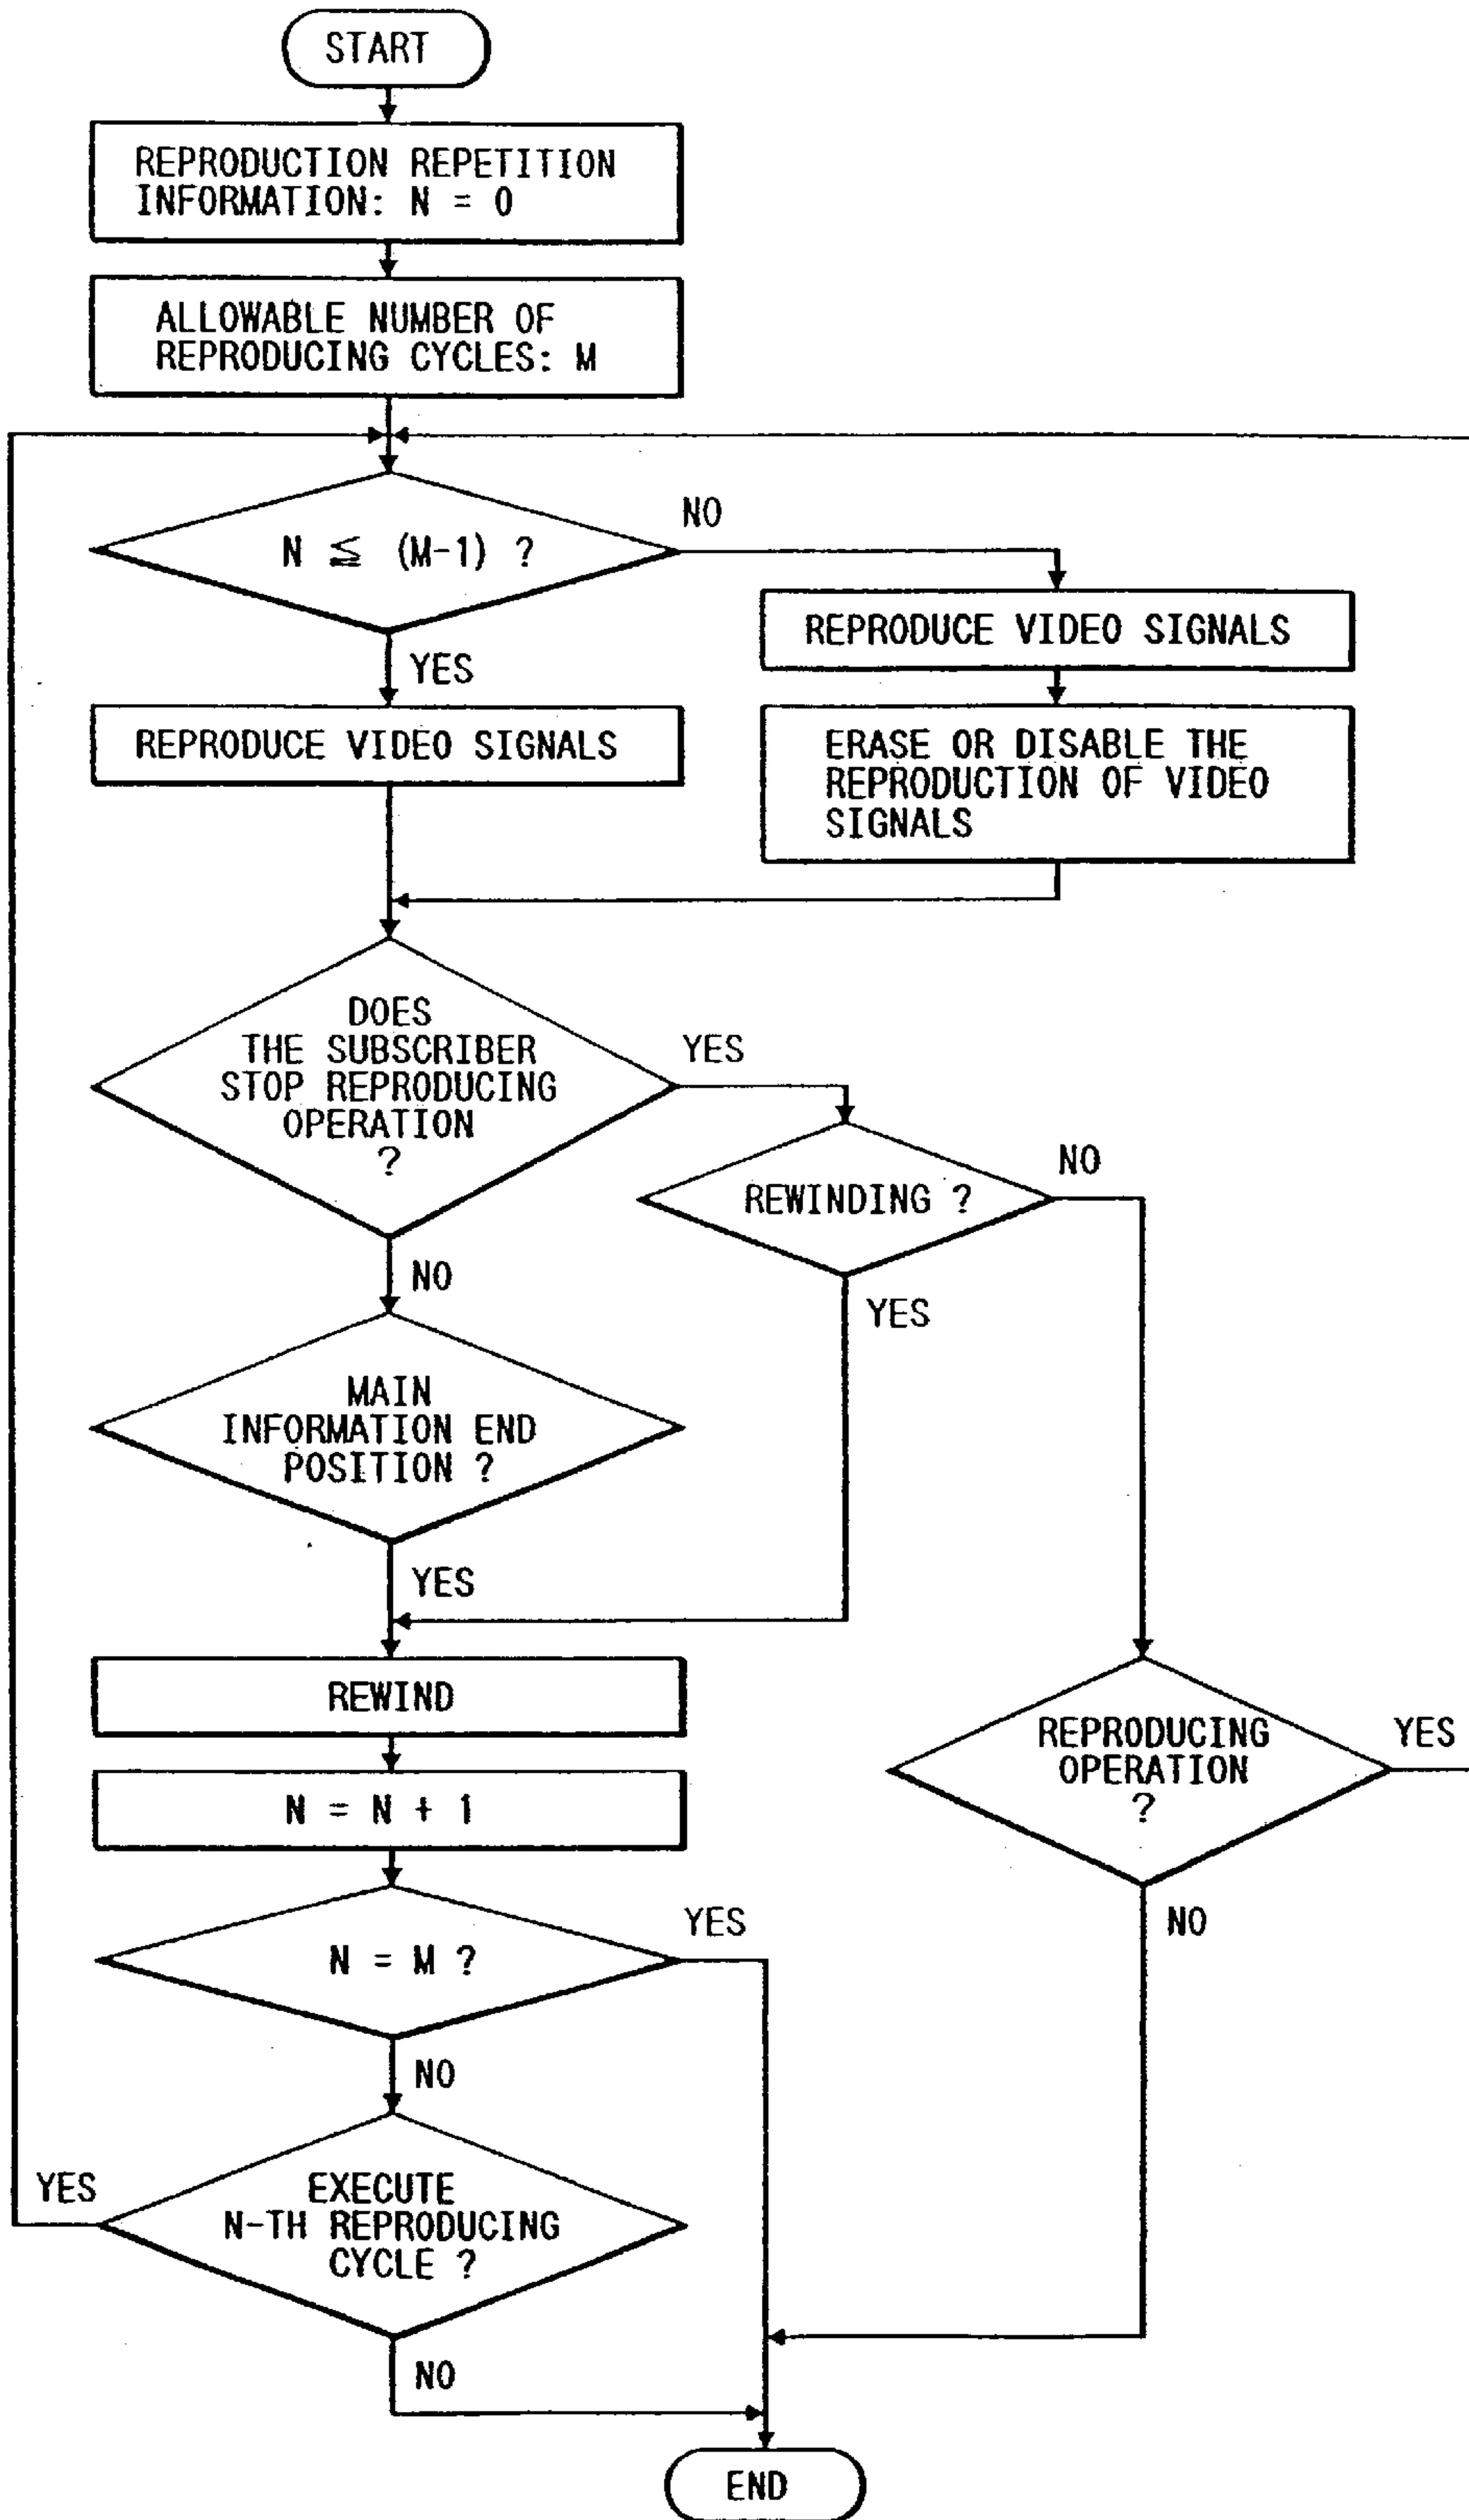 START
REPRODUCTION REPETITION
INFORMATION: N = 0
ALLOWABLE NUMBER OF
REPRODUCING CYCLES: M
N ≦ (M-1) ?
NO
YES
REPRODUCE VIDEO SIGNALS
REPRODUCE VIDEO SIGNALS
ERASE OR DISABLE THE
REPRODUCTION OF VIDEO
SIGNALS
DOES
THE SUBSCRIBER
STOP REPRODUCING
OPERATION
?
YES
NO
REWINDING ?
NO
YES
MAIN
INFORMATION END
POSITION ?
YES
REWIND
REPRODUCING
OPERATION
?
YES
NO
N = N + 1
N = M ?
YES
NO
EXECUTE
N-TH REPRODUCING
CYCLE ?
YES
NO
END